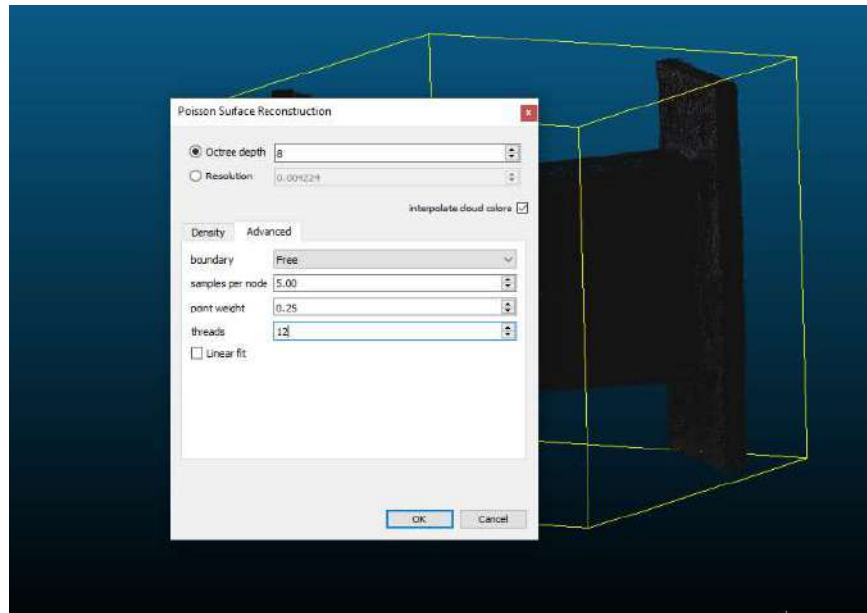 Poisson Surface Reconstruction
x
Octree depth 8
Resolution 0.004224
interpolate cloud colors
Density Advanced
boundary Free
samples per node 5.00
point weight 0.25
threads 12
Linear fit
OK Cancel